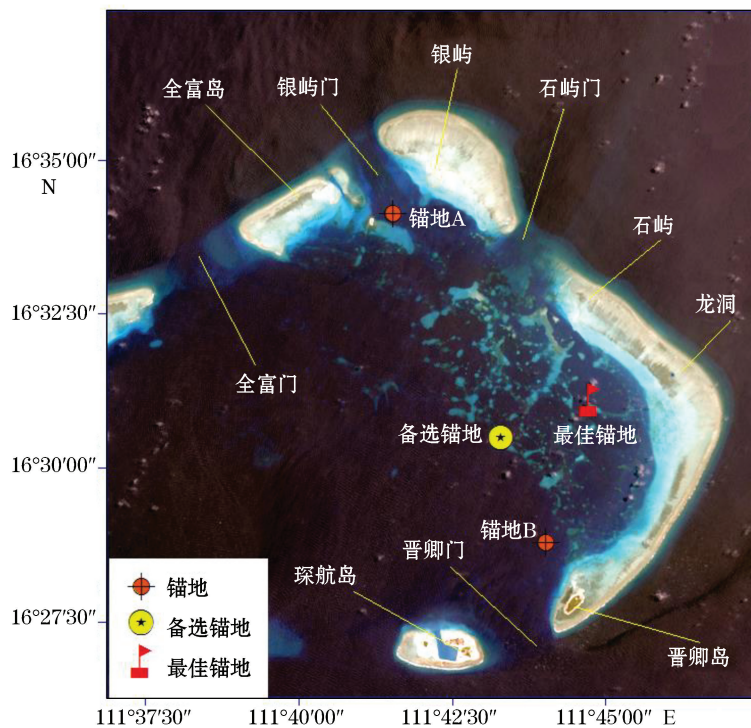 银屿
银屿门
石屿门
全富岛
16°35′00″
N
锚地A
石屿
16°32′30″
龙洞
全富门
备选锚地
最佳锚地
16°30′00″
锚地B
晋卿门
琛航岛
锚地
备选锚地
最佳锚地
16°27′30″
晋卿岛
111°37′30″
111°40′00″
111°42′30″
111°45′00″ E